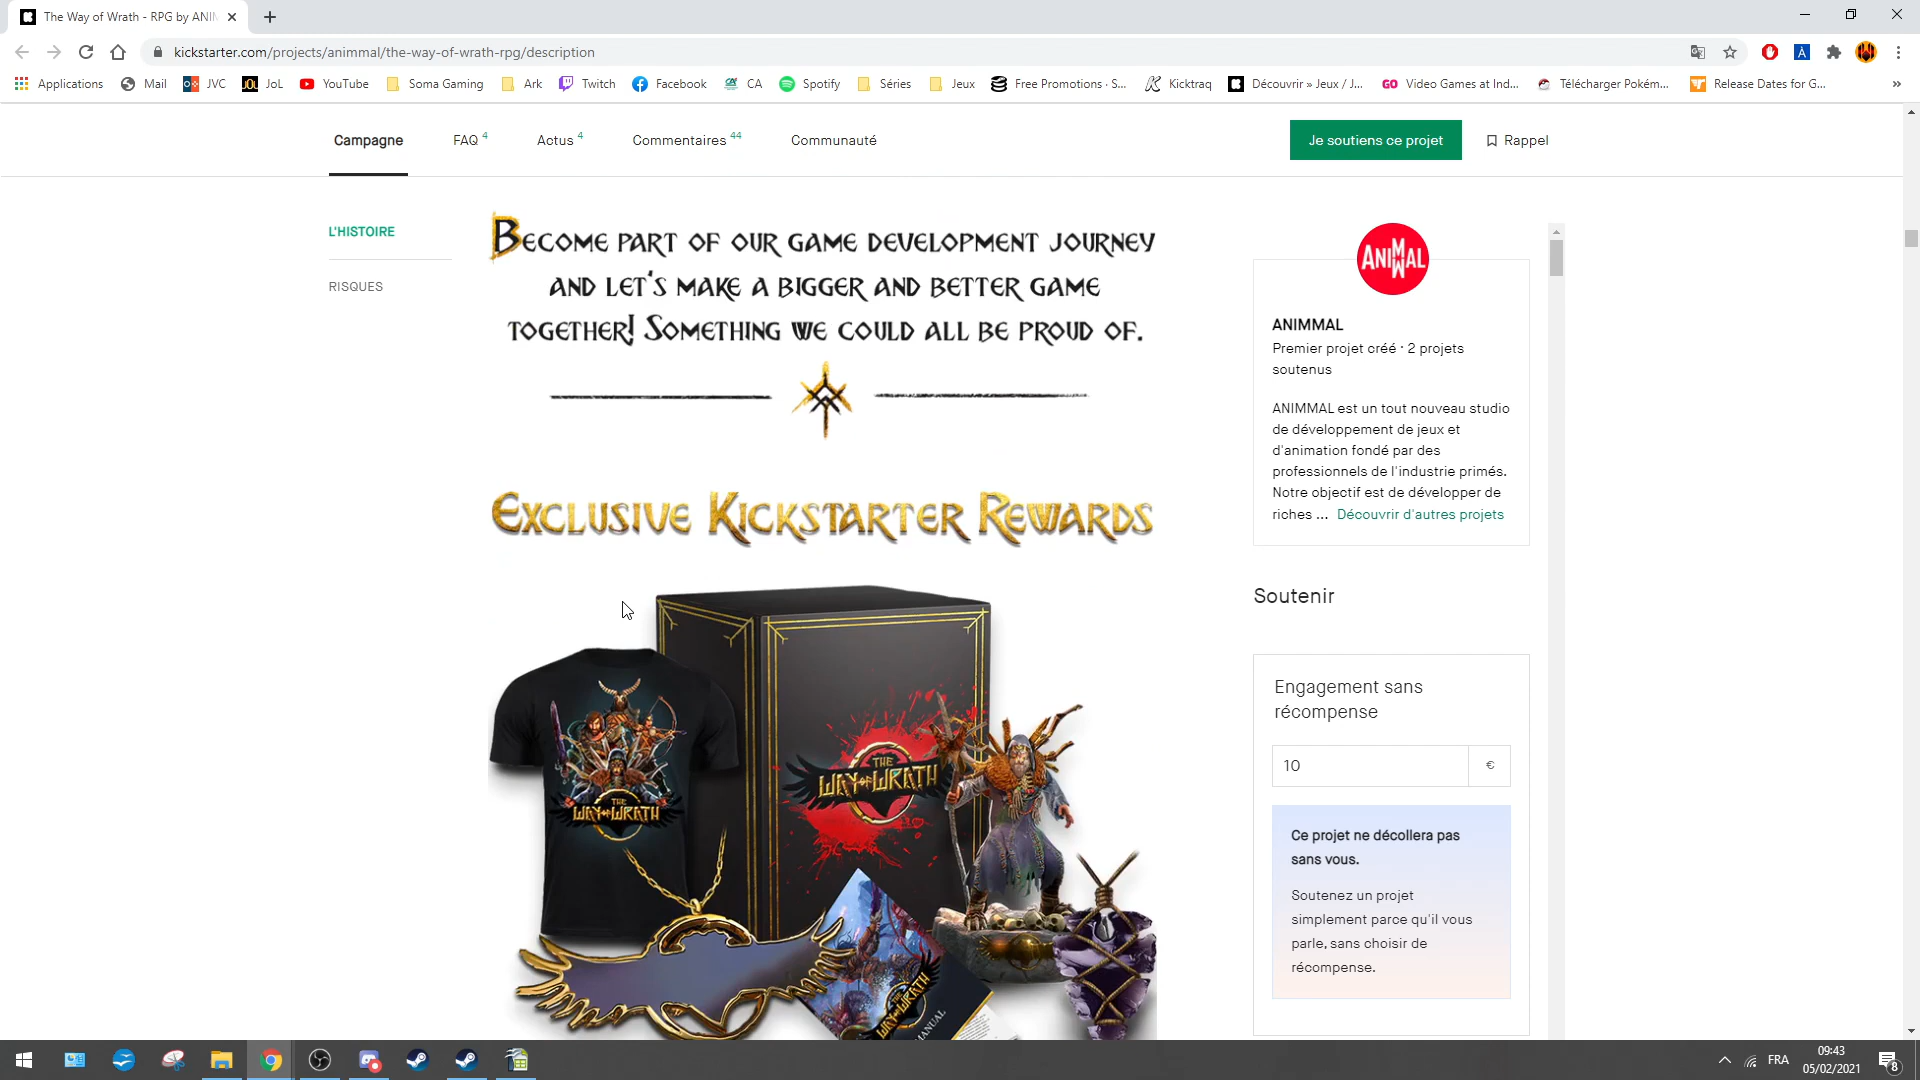 The Way of Wrath - RPG by ANIM
kickstarter.com/projects/animmal/the-way-of-wrath-rpg/description
Applications Mail JVC JoL YouTube Soma Gaming Ark Twitch Facebook CA Spotify Séries Jeux Free Promotions · S... Kicktraq Découvrir » Jeux / J... GO Video Games at Ind... Télécharger Pokém... Release Dates for G... »
Campagne FAQ 4 Actus 4 Commentaires 44 Communauté Je soutiens ce projet Rappel
L'HISTOIRE
RISQUES
Become part of our game development journey
and let's make a bigger and better game
together! Something we could all be proud of.
Exclusive Kickstarter Rewards
THE
WAY OF WRATH
THE
WAY OF WRATH
WAY OF WRATH
MANUAL
ANIMMAL
ANIMMAL
Premier projet créé · 2 projets
soutenus
ANIMMAL est un tout nouveau studio
de développement de jeux et
d'animation fondé par des
professionnels de l'industrie primés.
Notre objectif est de développer de
riches ... Découvrir d'autres projets
Soutenir
Engagement sans
récompense
10 €
Ce projet ne décollera pas
sans vous.
Soutenez un projet
simplement parce qu'il vous
parle, sans choisir de
récompense.
FRA
09:43
05/02/2021
8